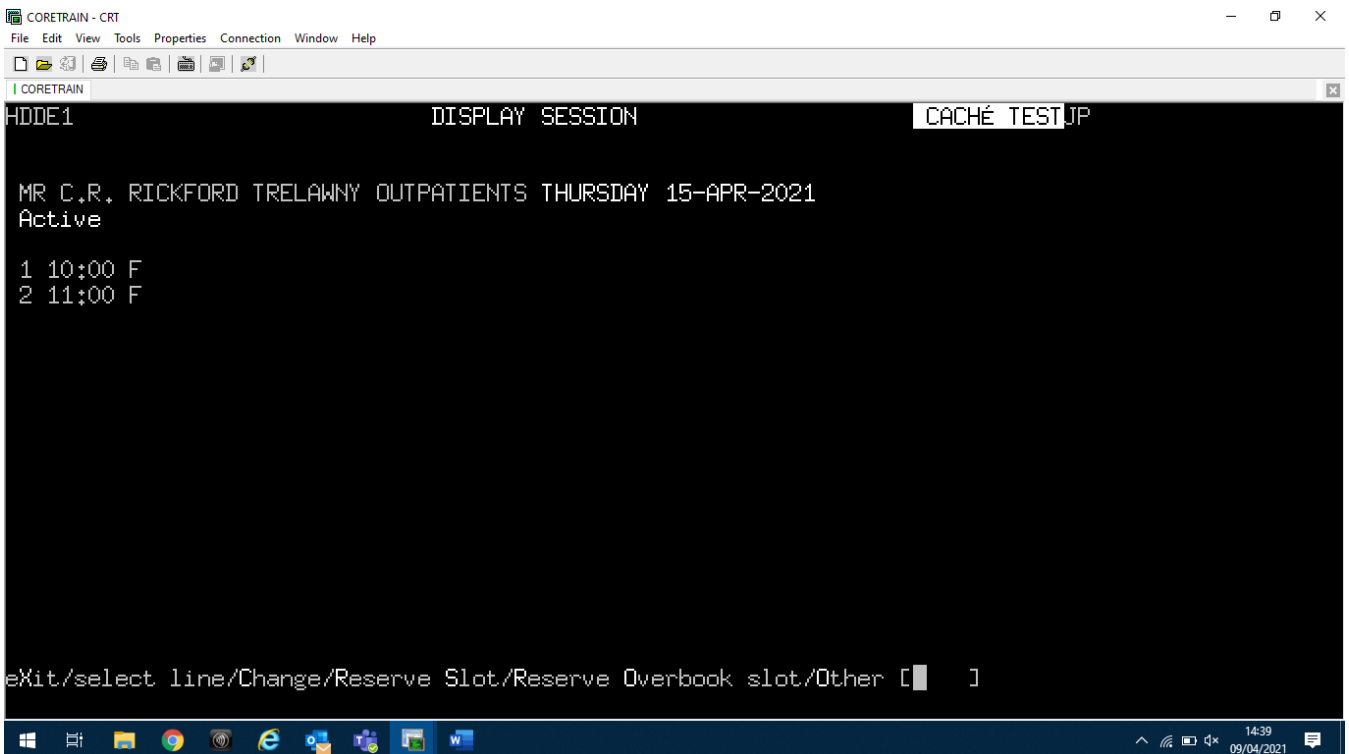 CORETRAIN - CRT
File Edit View Tools Properties Connection Window Help
CORETRAIN
HDDE1 DISPLAY SESSION CACHÉ TESTJP
MR C.R. RICKFORD TRELAWNY OUTPATIENTS THURSDAY 15-APR-2021
Active
1 10:00 F
2 11:00 F
eXit/select line/Change/Reserve Slot/Reserve Overbook slot/Other [ ]
14:39
09/04/2021